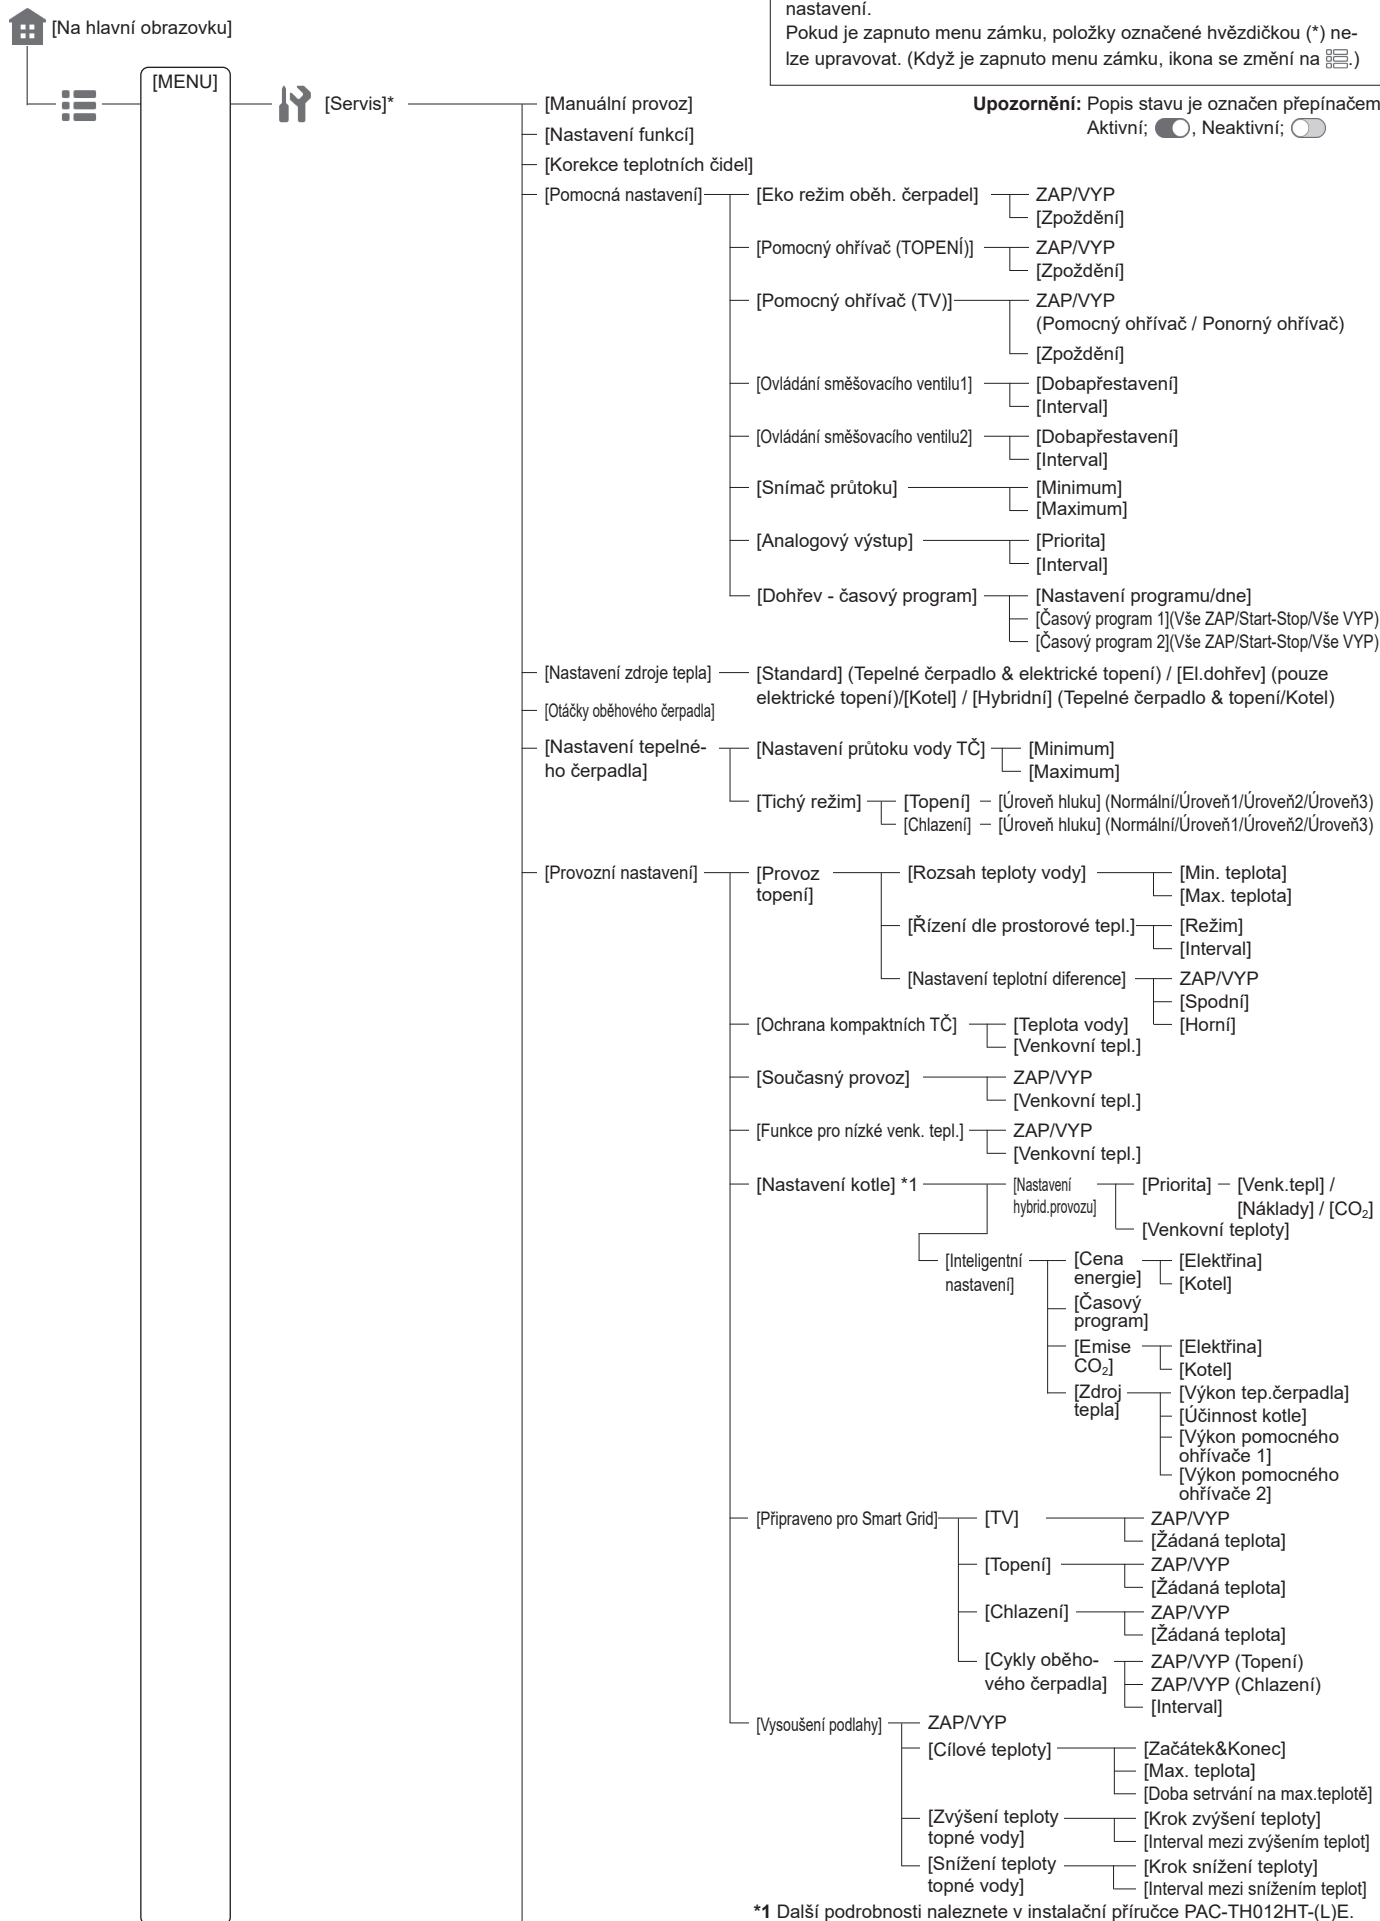 nastavení.
[Na hlavní obrazovku]
Pokud je zapnuto menu zámku, položky označené hvězdičkou (*) ne-
lze upravovat. (Když je zapnuto menu zámku, ikona se změní na .)
[MENU]
[Servis]*
[Manuální provoz]
Upozornění: Popis stavu je označen přepínačem
Aktivní; , Neaktivní;
[Nastavení funkcí]
[Korekce teplotních čidel]
[Pomocná nastavení]
[Eko režim oběh. čerpadel]
ZAP/VYP
[Zpoždění]
[Pomocný ohřívač (TOPENÍ)]
ZAP/VYP
[Zpoždění]
[Pomocný ohřívač (TV)]
ZAP/VYP
(Pomocný ohřívač / Ponorný ohřívač)
[Zpoždění]
[Ovládání směšovacího ventilu1]
[Dobapřestavení]
[Interval]
[Ovládání směšovacího ventilu2]
[Dobapřestavení]
[Interval]
[Snímač průtoku]
[Minimum]
[Maximum]
[Analogový výstup]
[Priorita]
[Interval]
[Dohřev - časový program]
[Nastavení programu/dne]
[Časový program 1](Vše ZAP/Start-Stop/Vše VYP)
[Časový program 2](Vše ZAP/Start-Stop/Vše VYP)
[Nastavení zdroje tepla]
[Standard] (Tepelné čerpadlo & elektrické topení) / [El.dohřev] (pouze
elektrické topení)/[Kotel] / [Hybridní] (Tepelné čerpadlo & topení/Kotel)
[Otáčky oběhového čerpadla]
[Nastavení tepelné-
ho čerpadla]
[Nastavení průtoku vody TČ]
[Minimum]
[Maximum]
[Tichý režim]
[Topení]
[Úroveň hluku] (Normální/Úroveň1/Úroveň2/Úroveň3)
[Chlazení]
[Úroveň hluku] (Normální/Úroveň1/Úroveň2/Úroveň3)
[Provozní nastavení]
[Provoz
topení]
[Rozsah teploty vody]
[Min. teplota]
[Max. teplota]
[Řízení dle prostorové tepl.]
[Režim]
[Interval]
[Nastavení teplotní diference]
ZAP/VYP
[Spodní]
[Horní]
[Ochrana kompaktních TČ]
[Teplota vody]
[Venkovní tepl.]
[Současný provoz]
ZAP/VYP
[Venkovní tepl.]
[Funkce pro nízké venk. tepl.]
ZAP/VYP
[Venkovní tepl.]
[Nastavení kotle] *1
[Nastavení
hybrid.provozu]
[Priorita]
[Venk.tepl] /
[Náklady] / [CO₂]
[Venkovní teploty]
[Inteligentní
nastavení]
[Cena
energie]
[Elektřina]
[Kotel]
[Časový
program]
[Emise
CO₂]
[Elektřina]
[Kotel]
[Zdroj
tepla]
[Výkon tep.čerpadla]
[Účinnost kotle]
[Výkon pomocného
ohřívače 1]
[Výkon pomocného
ohřívače 2]
[Připraveno pro Smart Grid]
[TV]
ZAP/VYP
[Žádaná teplota]
[Topení]
ZAP/VYP
[Žádaná teplota]
[Chlazení]
ZAP/VYP
[Žádaná teplota]
[Cykly oběho-
vého čerpadla]
ZAP/VYP (Topení)
ZAP/VYP (Chlazení)
[Interval]
[Vysoušení podlahy]
ZAP/VYP
[Cílové teploty]
[Začátek&Konec]
[Max. teplota]
[Doba setrvání na max.teplotě]
[Zvýšení teploty
topné vody]
[Krok zvýšení teploty]
[Interval mezi zvýšením teplot]
[Snížení teploty
topné vody]
[Krok snížení teploty]
[Interval mezi snížením teplot]
*1 Další podrobnosti naleznete v instalační příručce PAC-TH012HT-(L)E.